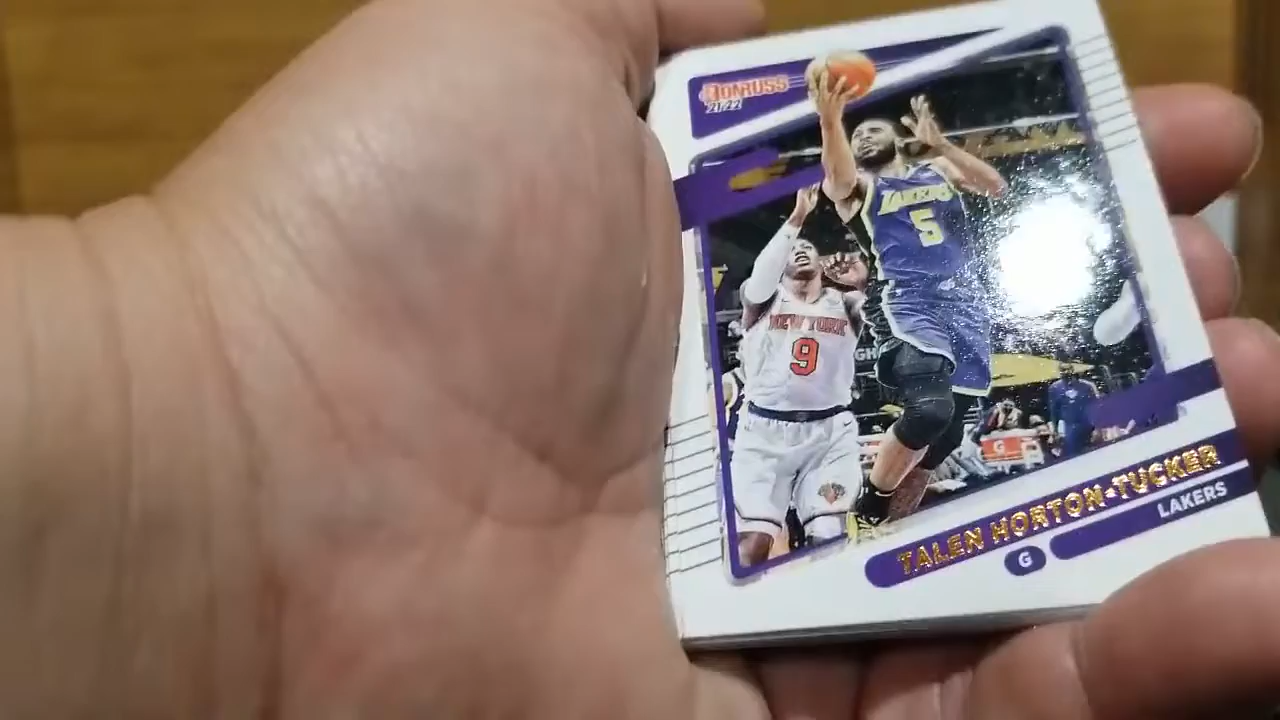 DONRUSS
21-22
LAKERS
5
NEW YORK
9
G
TALEN HORTON-TUCKER
G
LAKERS